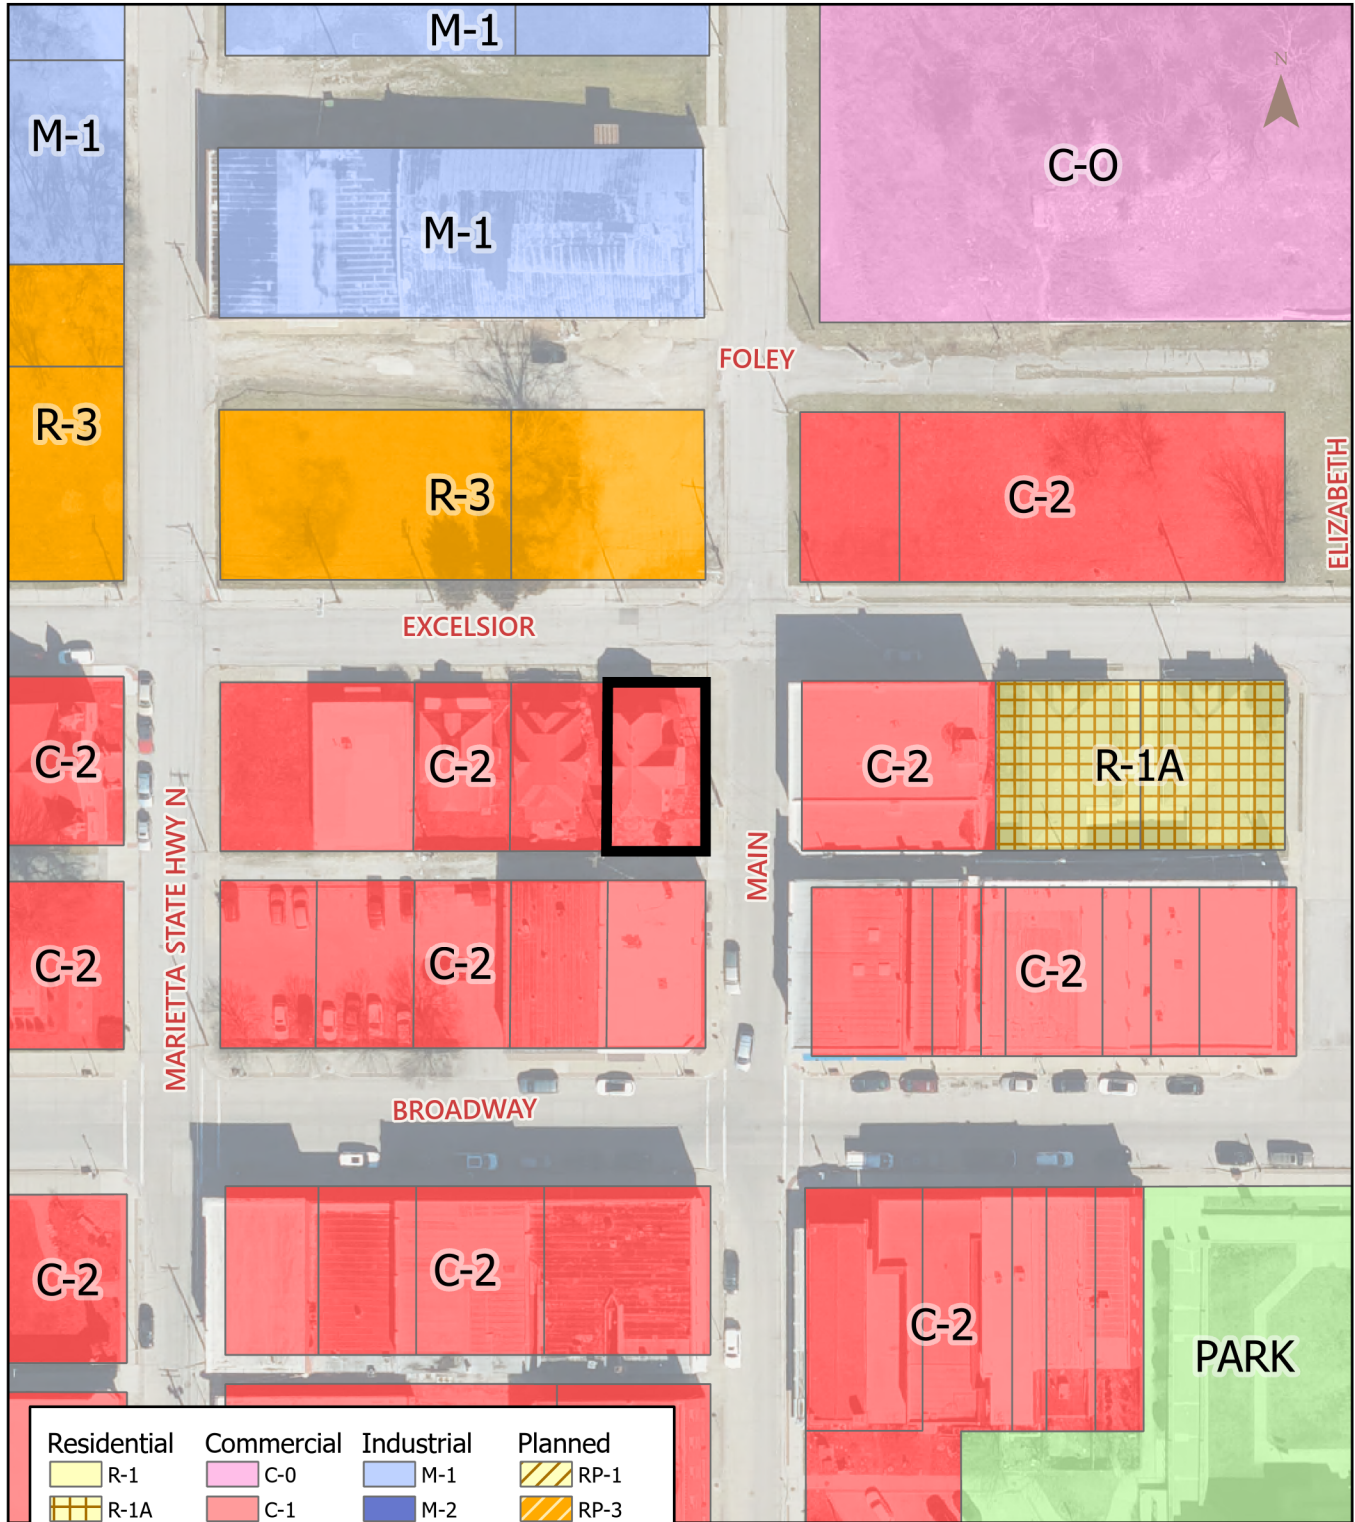 M-1
N
M-1
C-O
M-1
FOLEY
R-3
R-3
C-2
ELIZABETH
EXCELSIOR
C-2
C-2
C-2
R-1A
MARIETTA STATE HWY N
MAIN
C-2
C-2
C-2
BROADWAY
C-2
C-2
C-2
PARK
Residential Commercial Industrial Planned
R-1 C-0 M-1 RP-1
R-1A C-1 M-2 RP-3